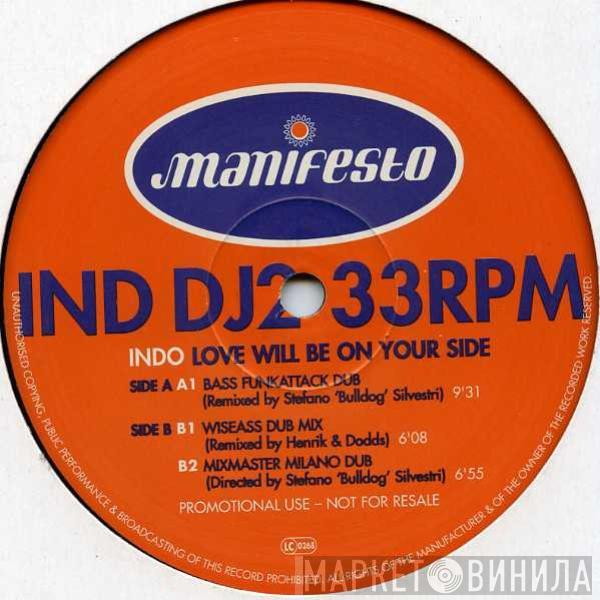 manifesto
IND DJ2 33RPM
INDO LOVE WILL BE ON YOUR SIDE
SIDE A A1 BASS FUNKATTACK DUB
(Remixed by Stefano 'Bulldog' Silvestri) 9'31
SIDE B B1 WISEASS DUB MIX
(Remixed by Henrik & Dodds) 6'08
B2 MIXMASTER MILANO DUB
(Directed by Stefano 'Bulldog' Silvestri) 6'55
PROMOTIONAL USE – NOT FOR RESALE
LC 0268
UNAUTHORISED COPYING, PUBLIC PERFORMANCE & BROADCASTING OF THIS RECORD PROHIBITED. ALL RIGHTS OF THE MANUFACTURER & OF THE OWNER OF THE RECORDED WORK RESERVED.
МАРКЕТ ВИНИЛА